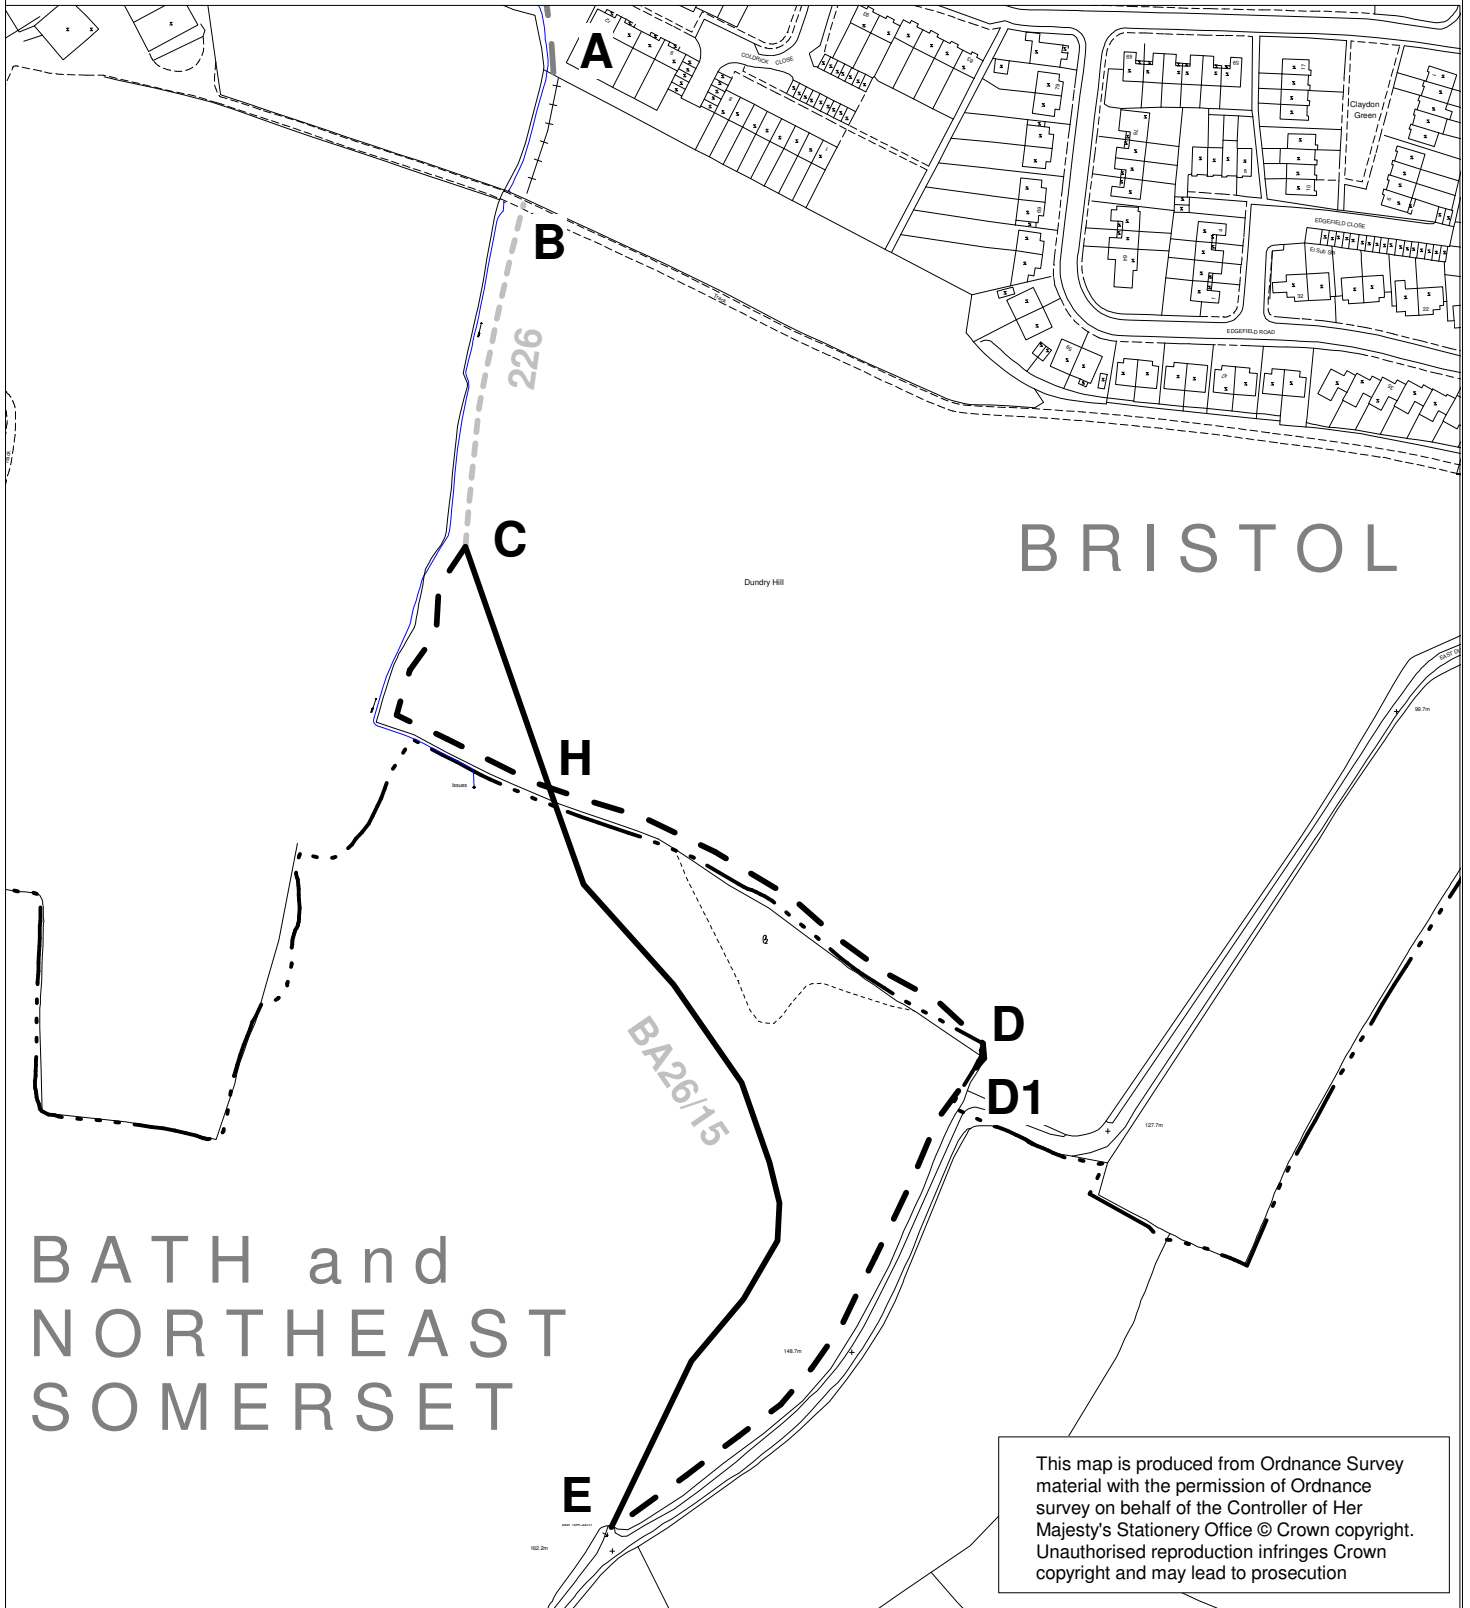 A
COLDRICK CLOSE
Claydon
Green
EDGEFIELD CLOSE
El Sub Sta
B
Track
32
22
EDGEFIELD ROAD
226
C
BRISTOL
Dundry Hill
99.7m
H
Issues
D
BA26/15
D1
127.7m
BATH and
NORTHEAST
SOMERSET
148.7m
E
162.2m
This map is produced from Ordnance Survey
material with the permission of Ordnance
survey on behalf of the Controller of Her
Majesty's Stationery Office © Crown copyright.
Unauthorised reproduction infringes Crown
copyright and may lead to prosecution